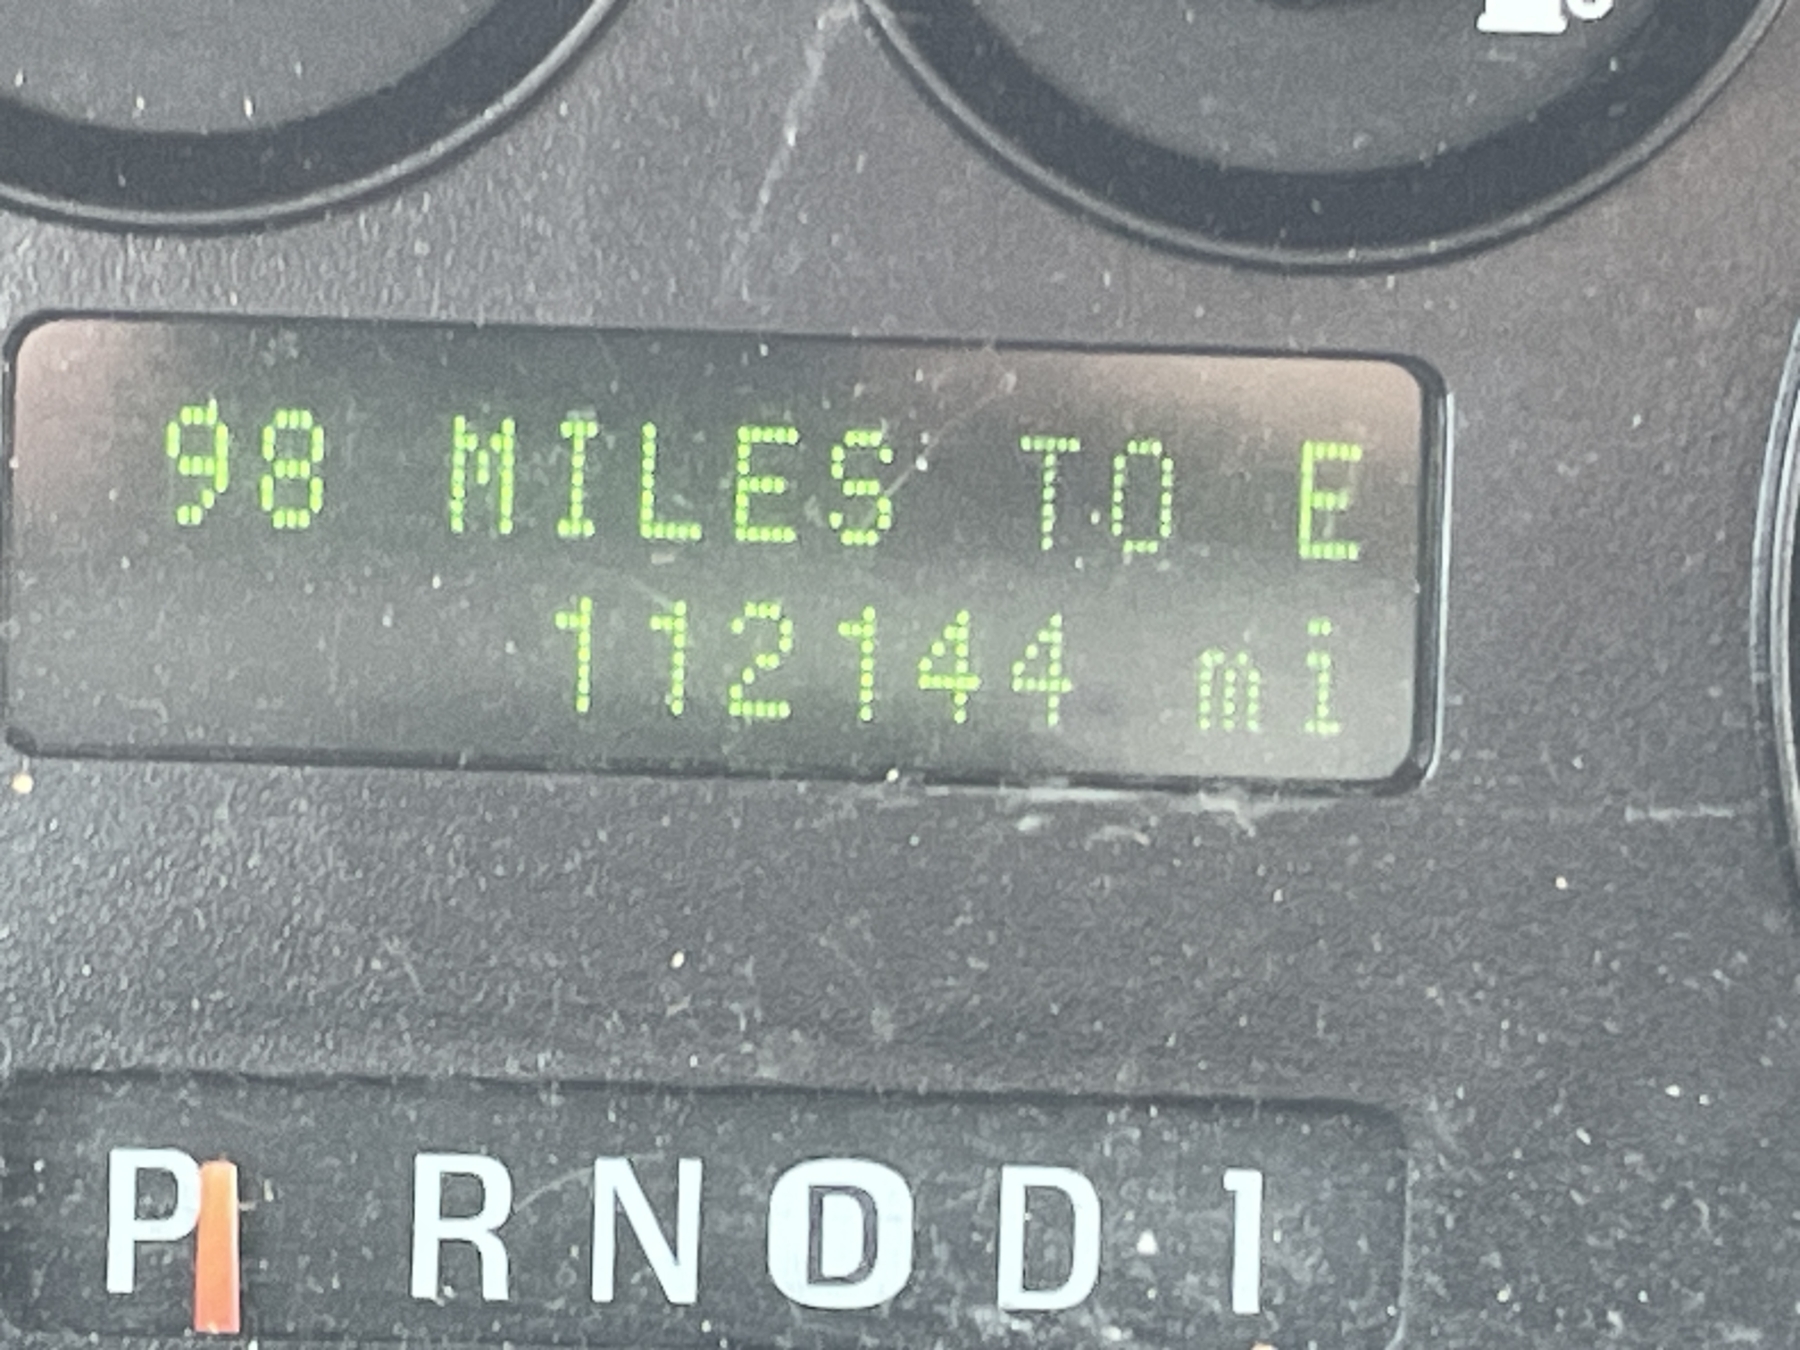 98 MILES TO E
112144 mi
P R N D D 1